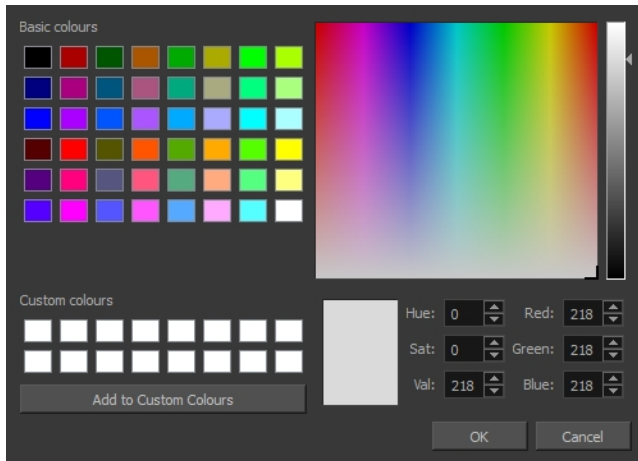 Basic colours
Custom colours
Add to Custom Colours
Hue: 0 Red: 218
Sat: 0 Green: 218
Val: 218 Blue: 218
OK Cancel